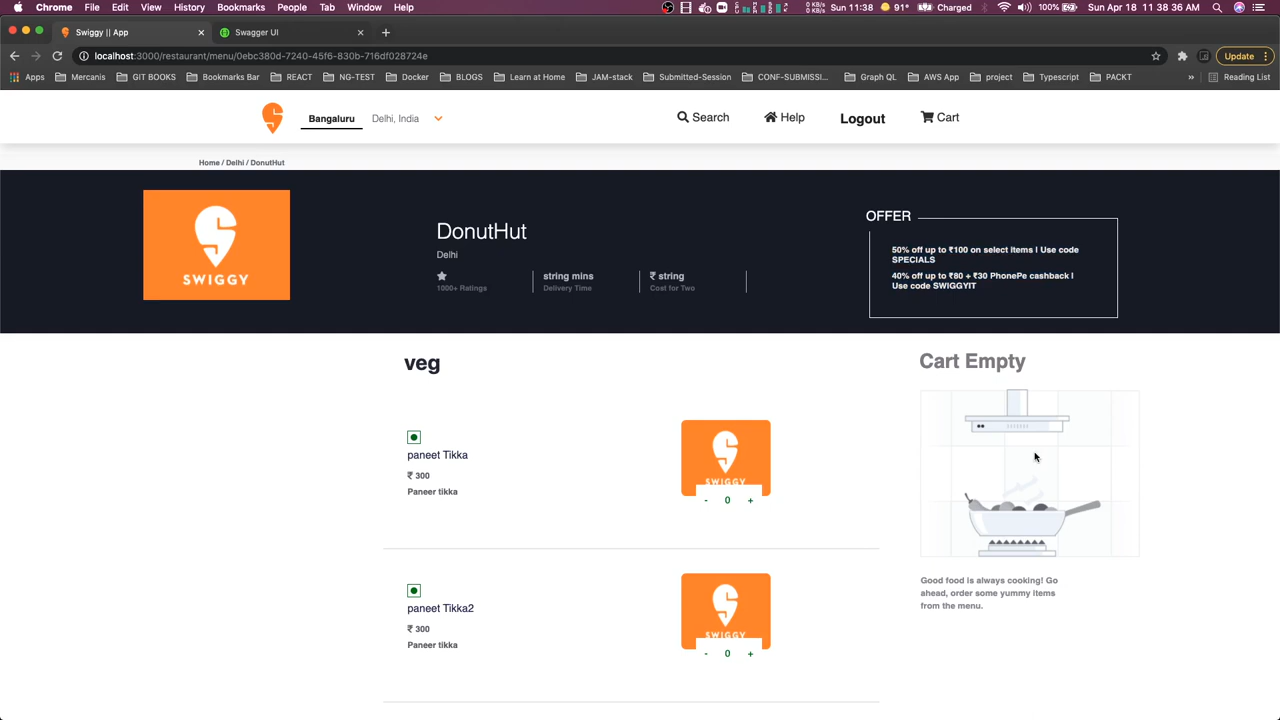 Chrome File Edit View History Bookmarks People Tab Window Help
0 KB/s Sun 11:38 91° Carted 100% Sun Apr 18 11:38:36 AM
Swiggy || App
Swagger UI
localhost:3000/restaurant/menu/0ebc380d-7240-45f6-830b-716df028724e
Update
Apps Mercanis GIT BOOKS Bookmarks Bar REACT NG-TEST Docker BLOGS Learn at Home JAM-stack Submitted-Session CONF-SUBMISSI... Graph QL AWS App project Typescript PACKT » Reading List
Bangaluru Delhi, India Search Help Logout Cart
Home / Delhi / DonutHut
SWIGGY
DonutHut
Delhi
1000+ Ratings
string mins
Delivery Time
₹ string
Cost for Two
OFFER
50% off up to ₹100 on select items | Use code
SPECIALS
40% off up to ₹80 + ₹30 PhonePe cashback |
Use code SWIGGYIT
veg
paneet Tikka
₹ 300
Paneer tikka
SWIGGY
- 0 +
paneet Tikka2
₹ 300
Paneer tikka
SWIGGY
- 0 +
Cart Empty
Good food is always cooking! Go
ahead, order some yummy items
from the menu.